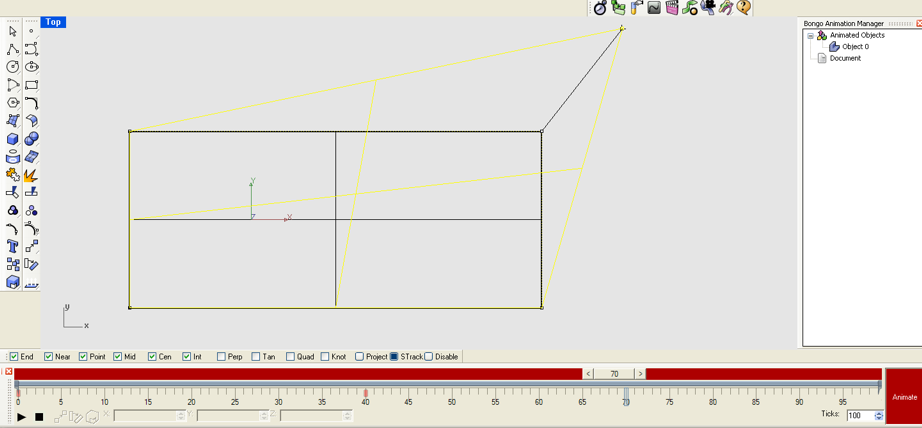 Top
Bongo Animation Manager
Animated Objects
Object 0
Document
Y
Z
X
y
x
End Near Point Mid Cen Int Perp Tan Quad Knot Project STrack Disable
< 70 >
0 5 10 15 20 25 30 35 40 45 50 55 60 65 70 75 80 85 90 95
Animate
X Y Z
Ticks: 100